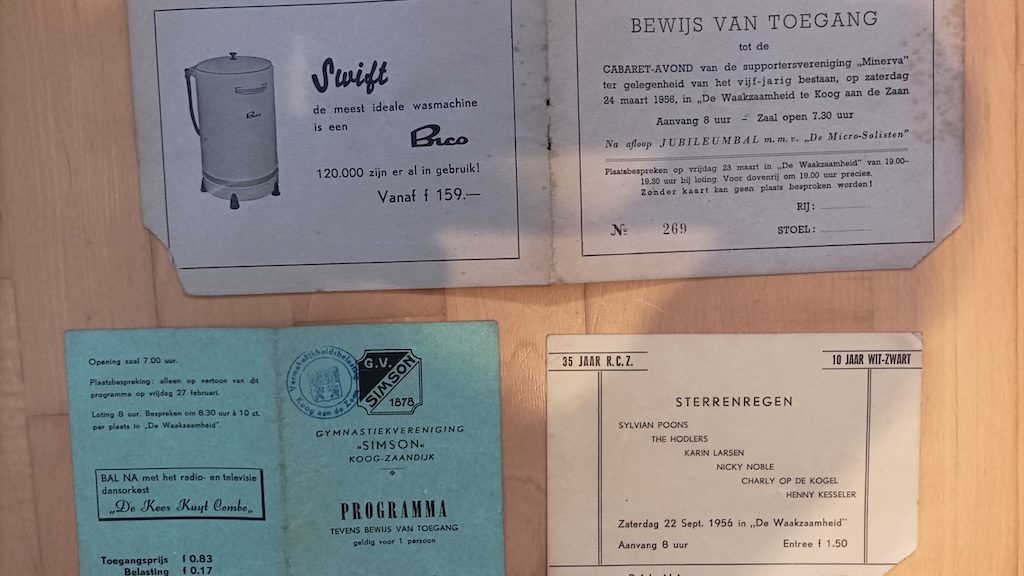 Swift
de meest ideale wasmachine
is een
Bico
Bico
120.000 zijn er al in gebruik!
Vanaf f 159.—
BEWIJS VAN TOEGANG
tot de
CABARET-AVOND van de supportersvereniging „Minerva"
ter gelegenheid van het vijf-jarig bestaan, op zaterdag
24 maart 1956, in „De Waakzaamheid te Koog aan de Zaan
Aanvang 8 uur – Zaal open 7.30 uur
Na afloop JUBILEUMBAL m.m.v. „De Micro-Solisten"
Plaatsbespreken op vrijdag 23 maart in „De Waakzaamheid" van 19.00-
19.30 uur bij loting. Voor dovenrij om 19.00 uur precies.
Zonder kaart kan geen plaats besproken worden!
RIJ:
№ 269
STOEL:
Opening zaal 7.00 uur.
Plaatsbespreking: alleen op vertoon van dit
programma op vrijdag 27 februari.
Loting 8 uur. Bespreken om 8.30 uur à 10 ct.
per plaats in „De Waakzaamheid".
BAL NA met het radio- en televisie
dansorkest
„De Kees Kuyt Combo„
Toegangsprijs f 0.83
Belasting f 0.17
Vermakelijkheidsbelasting
Koog aan de Zaan
G.V.
SIMSON
1878
GYMNASTIEKVERENIGING
„SIMSON„
KOOG-ZAANDIJK
PROGRAMMA
TEVENS BEWIJS VAN TOEGANG
geldig voor 1 persoon
35 JAAR R.C.Z.
10 JAAR WIT-ZWART
STERRENREGEN
SYLVIAN POONS
THE HODLERS
KARIN LARSEN
NICKY NOBLE
CHARLY OP DE KOGEL
HENNY KESSELER
Zaterdag 22 Sept. 1956 in „De Waakzaamheid"
Aanvang 8 uur Entree f 1.50